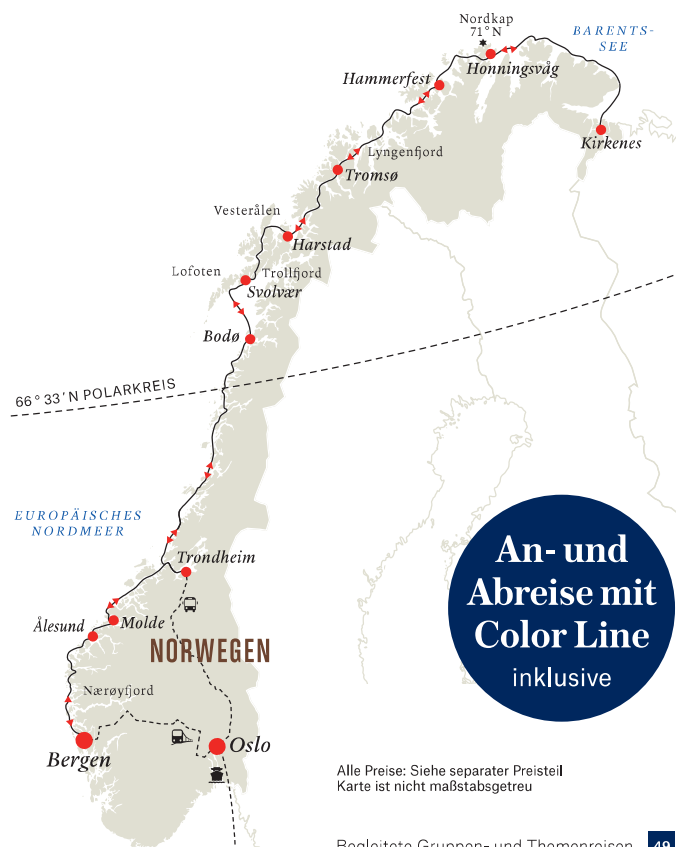 Nordkap
71°N
BARENTS-
SEE
Honningsvåg
Hammerfest
Kirkenes
Lyngenfjord
Tromsø
Vesterålen
Harstad
Lofoten
Trollfjord
Svolvær
Bodø
66°33'N POLARKREIS
EUROPÄISCHES
NORDMEER
Trondheim
Ålesund
Molde
NORWEGEN
Nærøyfjord
Bergen
Oslo
An- und
Abreise mit
Color Line
inklusive
Alle Preise: Siehe separater Preisteil
Karte ist nicht maßstabsgetreu
Begleitete Gruppen- und Themenreisen
49